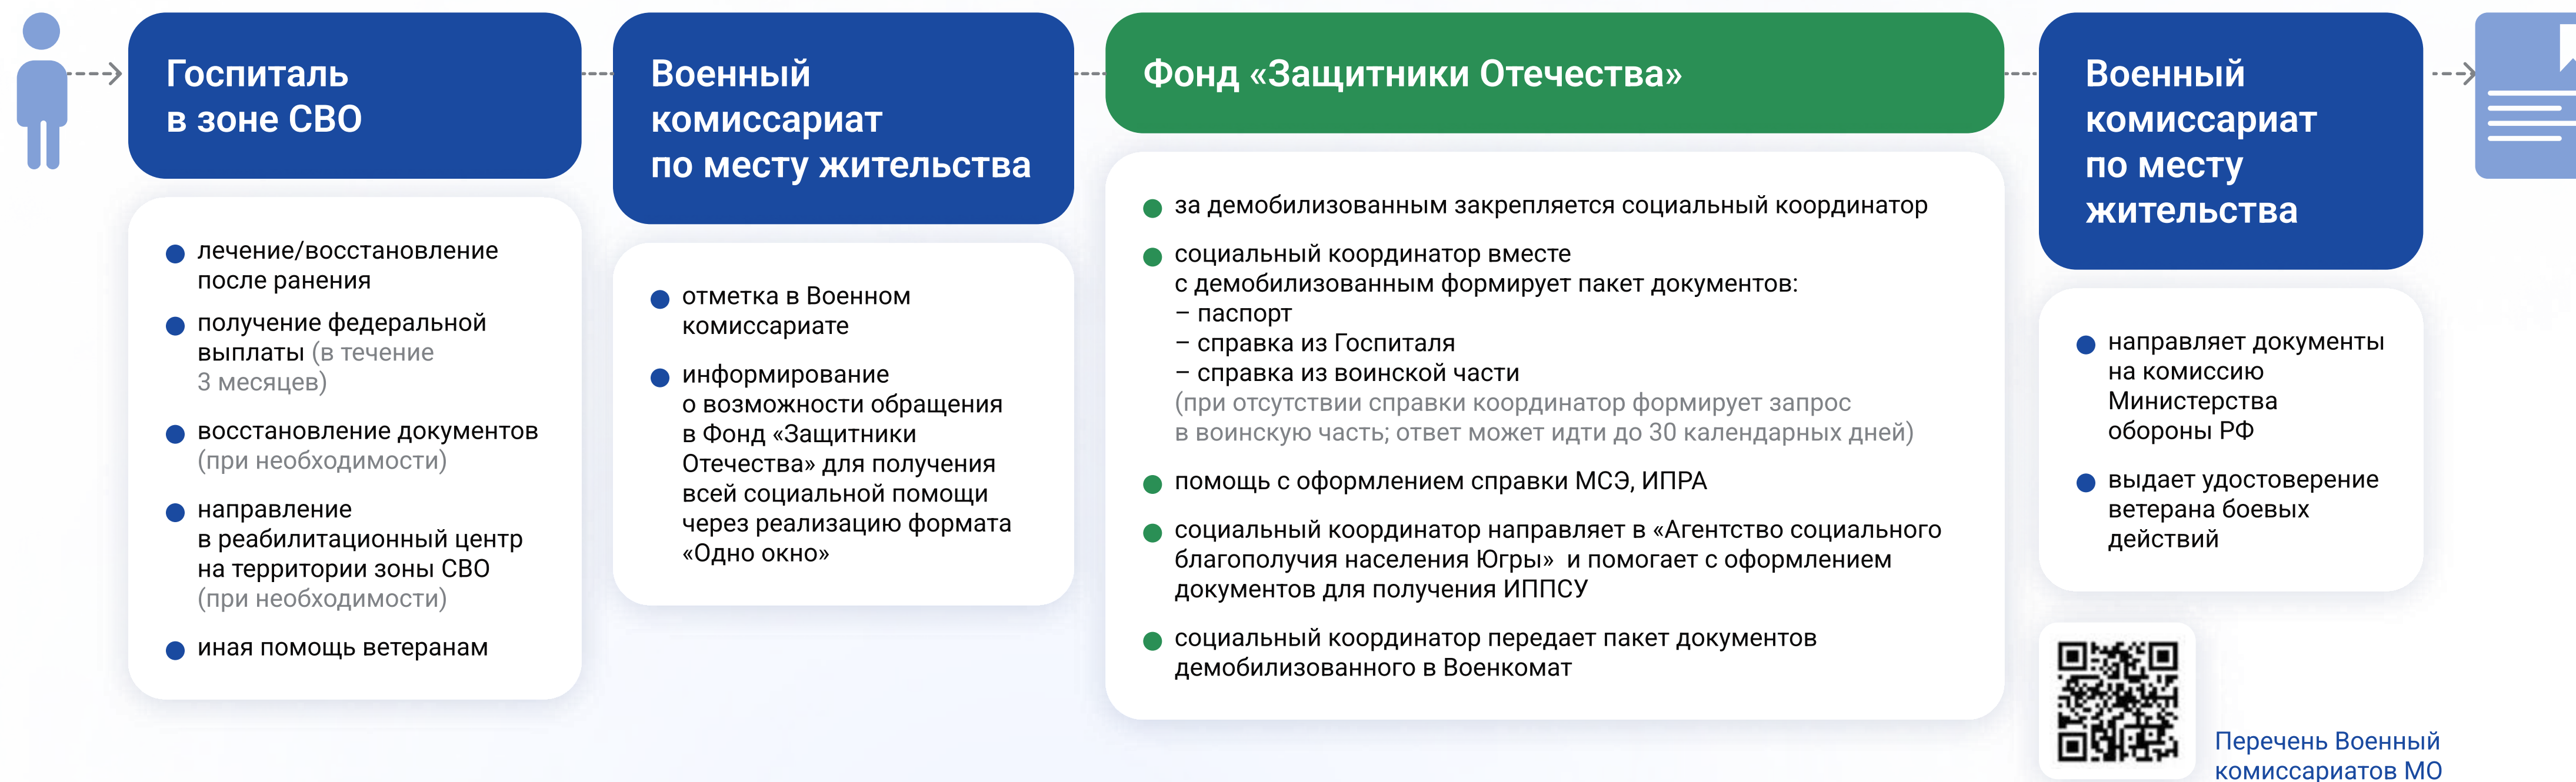 Госпиталь
в зоне СВО
лечение/восстановление
после ранения
получение федеральной
выплаты (в течение
3 месяцев)
восстановление документов
(при необходимости)
направление
в реабилитационный центр
на территории зоны СВО
(при необходимости)
иная помощь ветеранам
Военный
комиссариат
по месту жительства
отметка в Военном
комиссариате
информирование
о возможности обращения
в Фонд «Защитники
Отечества» для получения
всей социальной помощи
через реализацию формата
«Одно окно»
Фонд «Защитники Отечества»
за демобилизованным закрепляется социальный координатор
социальный координатор вместе
с демобилизованным формирует пакет документов:
– паспорт
– справка из Госпиталя
– справка из воинской части
(при отсутствии справки координатор формирует запрос
в воинскую часть; ответ может идти до 30 календарных дней)
помощь с оформлением справки МСЭ, ИПРА
социальный координатор направляет в «Агентство социального
благополучия населения Югры» и помогает с оформлением
документов для получения ИППСУ
социальный координатор передает пакет документов
демобилизованного в Военкомат
Военный
комиссариат
по месту
жительства
направляет документы
на комиссию
Министерства
обороны РФ
выдает удостоверение
ветерана боевых
действий
Перечень Военный
комиссариатов МО